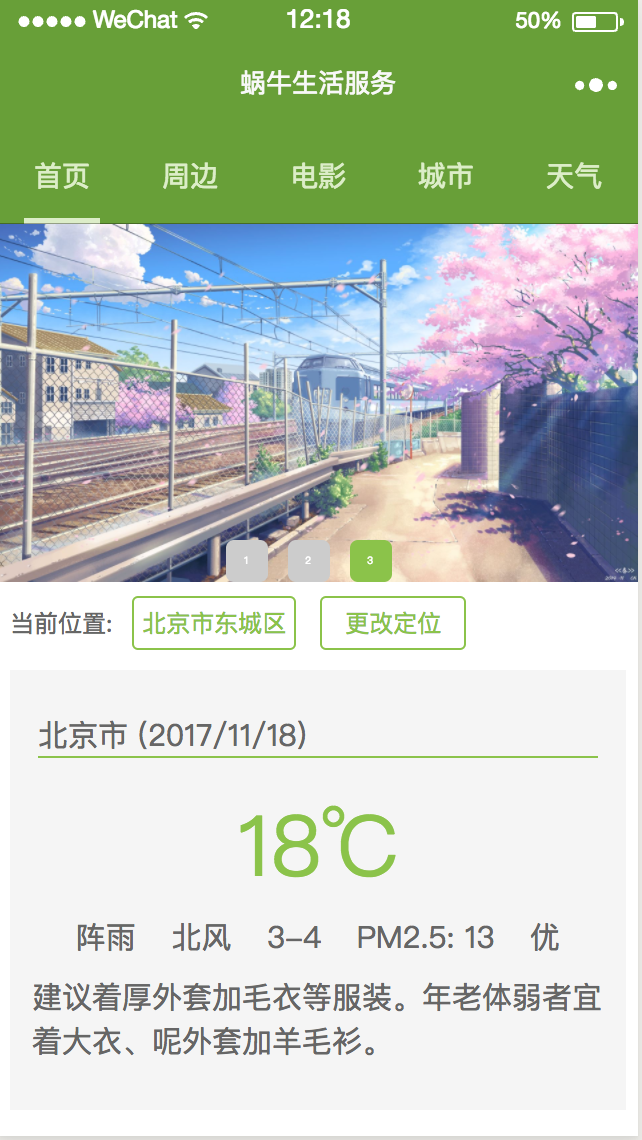 WeChat 12:18 50%
蜗牛生活服务
首页 周边 电影 城市 天气
1 2 3
当前位置: 北京市东城区 更改定位
北京市 (2017/11/18)
18℃
阵雨 北风 3-4 PM2.5: 13 优
建议着厚外套加毛衣等服装。年老体弱者宜
着大衣、呢外套加羊毛衫。